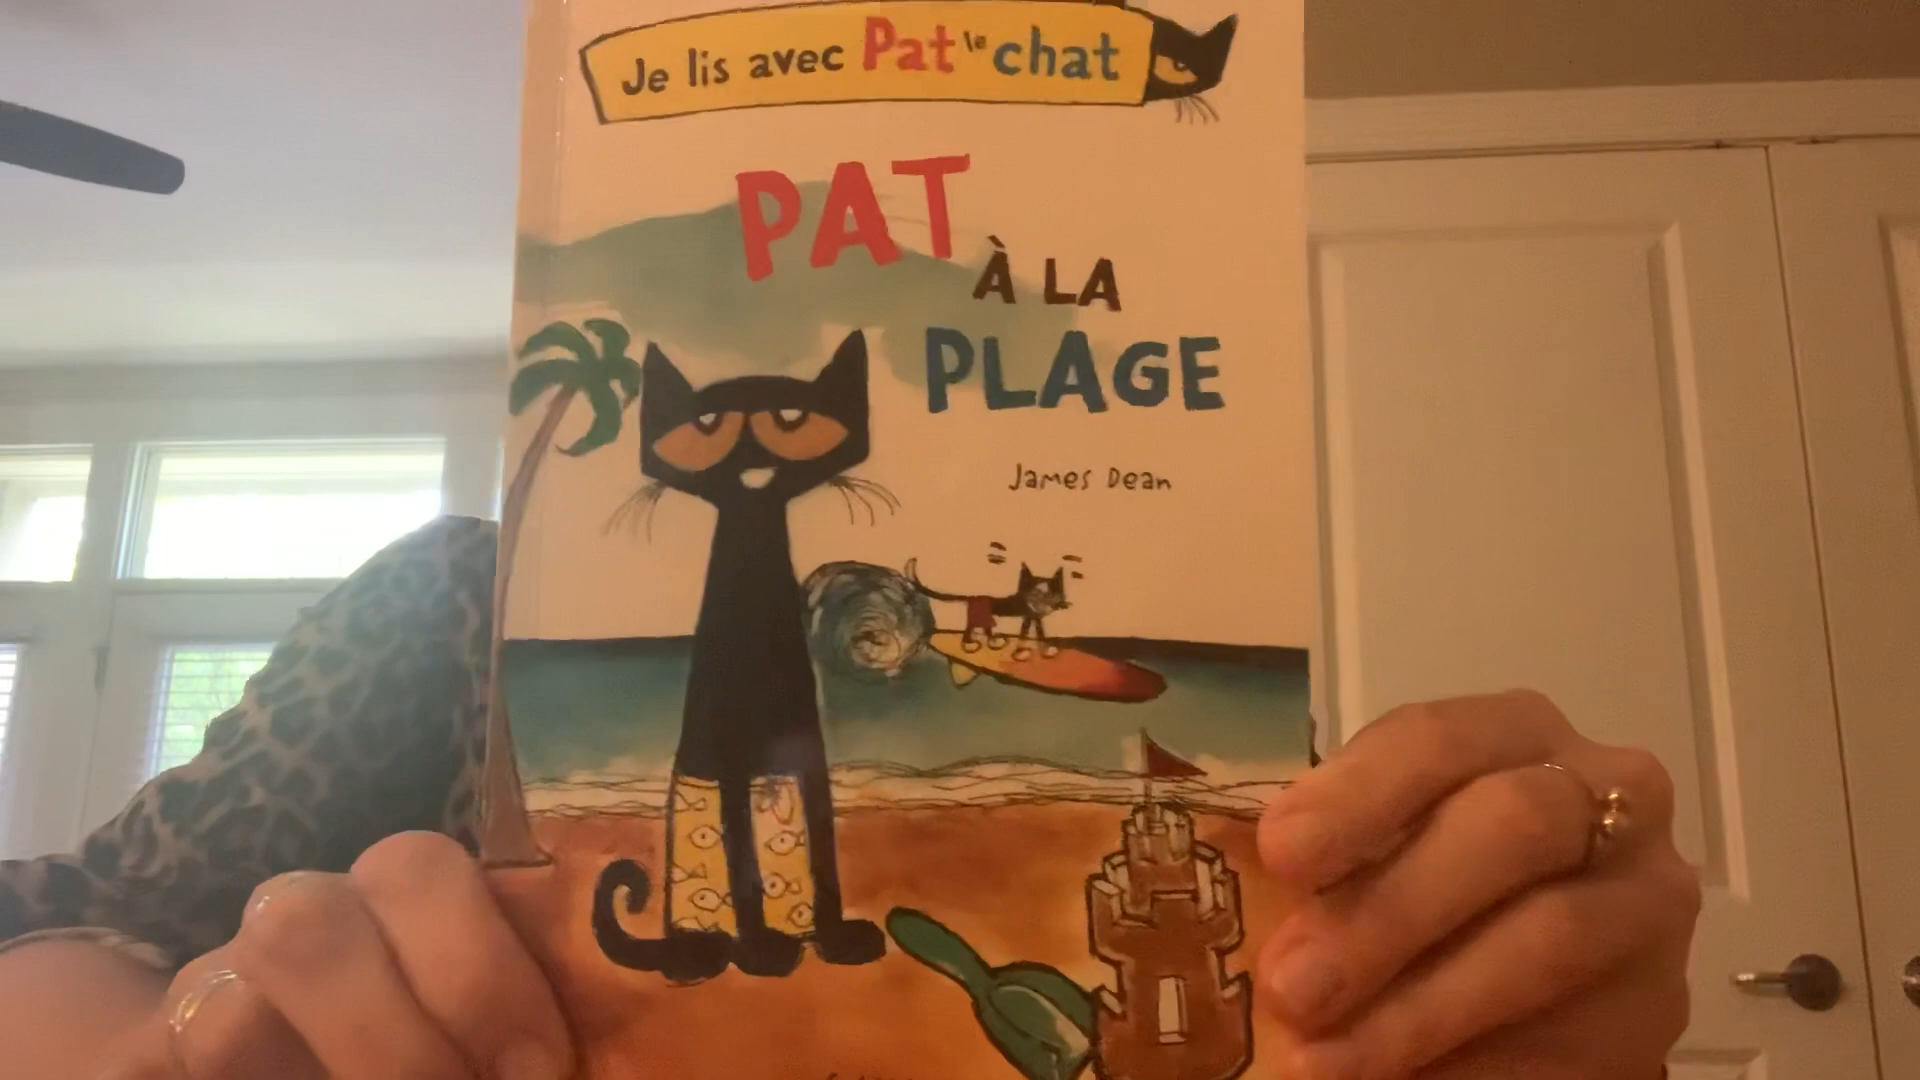 Je lis avec Pat le chat
PAT
À LA
PLAGE
James Dean